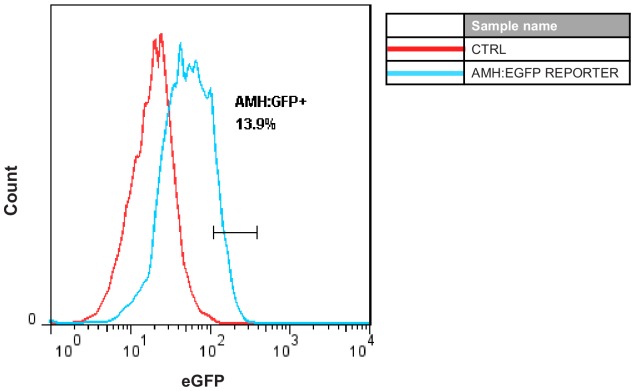 Sample name
CTRL
AMH:EGFP REPORTER
AMH:GFP+
13.9%
Count
0
10^0 10^1 10^2 10^3 10^4
eGFP